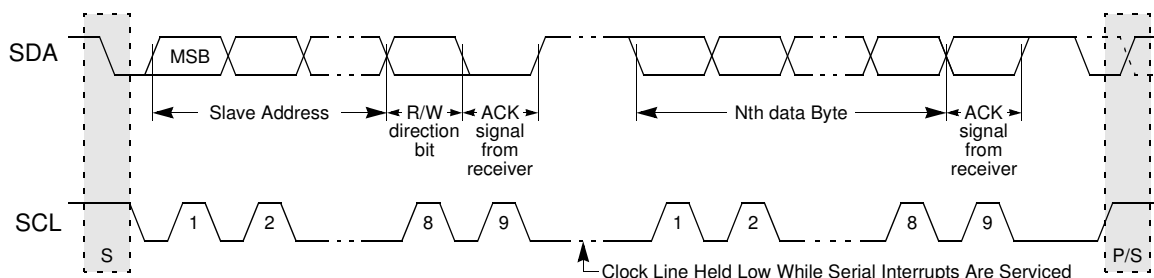 SDA
MSB
Slave Address
R/W
direction
bit
ACK
signal
from
receiver
Nth data Byte
ACK
signal
from
receiver
SCL
S
1
2
8
9
1
2
8
9
P/S
Clock Line Held Low While Serial Interrupts Are Serviced